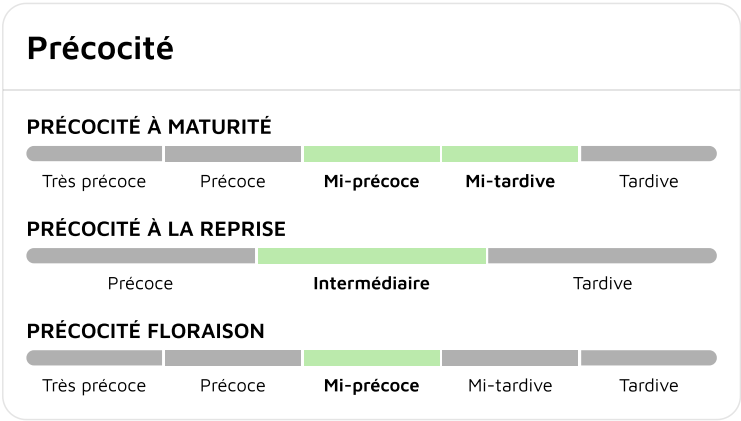 Précocité
PRÉCOCITÉ À MATURITÉ
Très précoce Précoce Mi-précoce Mi-tardive Tardive
PRÉCOCITÉ À LA REPRISE
Précoce Intermédiaire Tardive
PRÉCOCITÉ FLORAISON
Très précoce Précoce Mi-précoce Mi-tardive Tardive